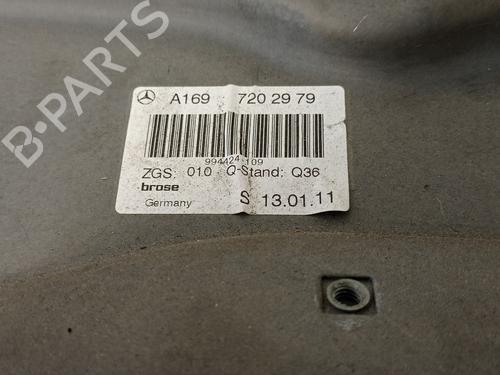 A169 720 29 79
994424 109
ZGS: 010 Q-Stand: Q36
brose
Germany S 13.01.11
B-PARTS